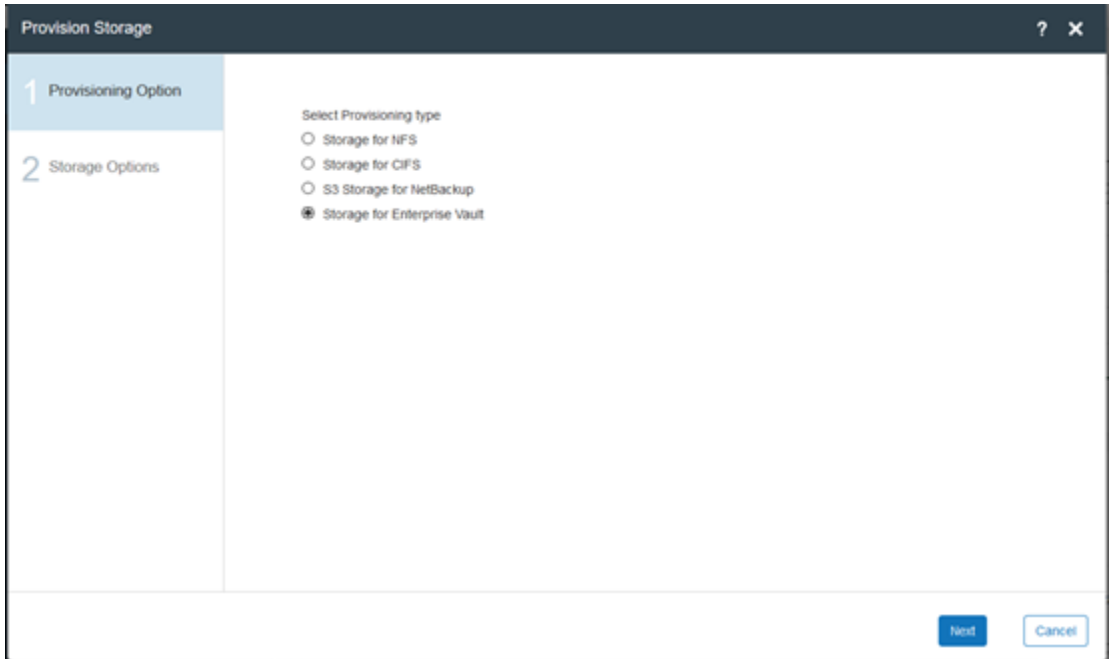 Provision Storage
? ×
1 Provisioning Option
2 Storage Options
Select Provisioning type
Storage for NFS
Storage for CIFS
S3 Storage for NetBackup
Storage for Enterprise Vault
Next
Cancel